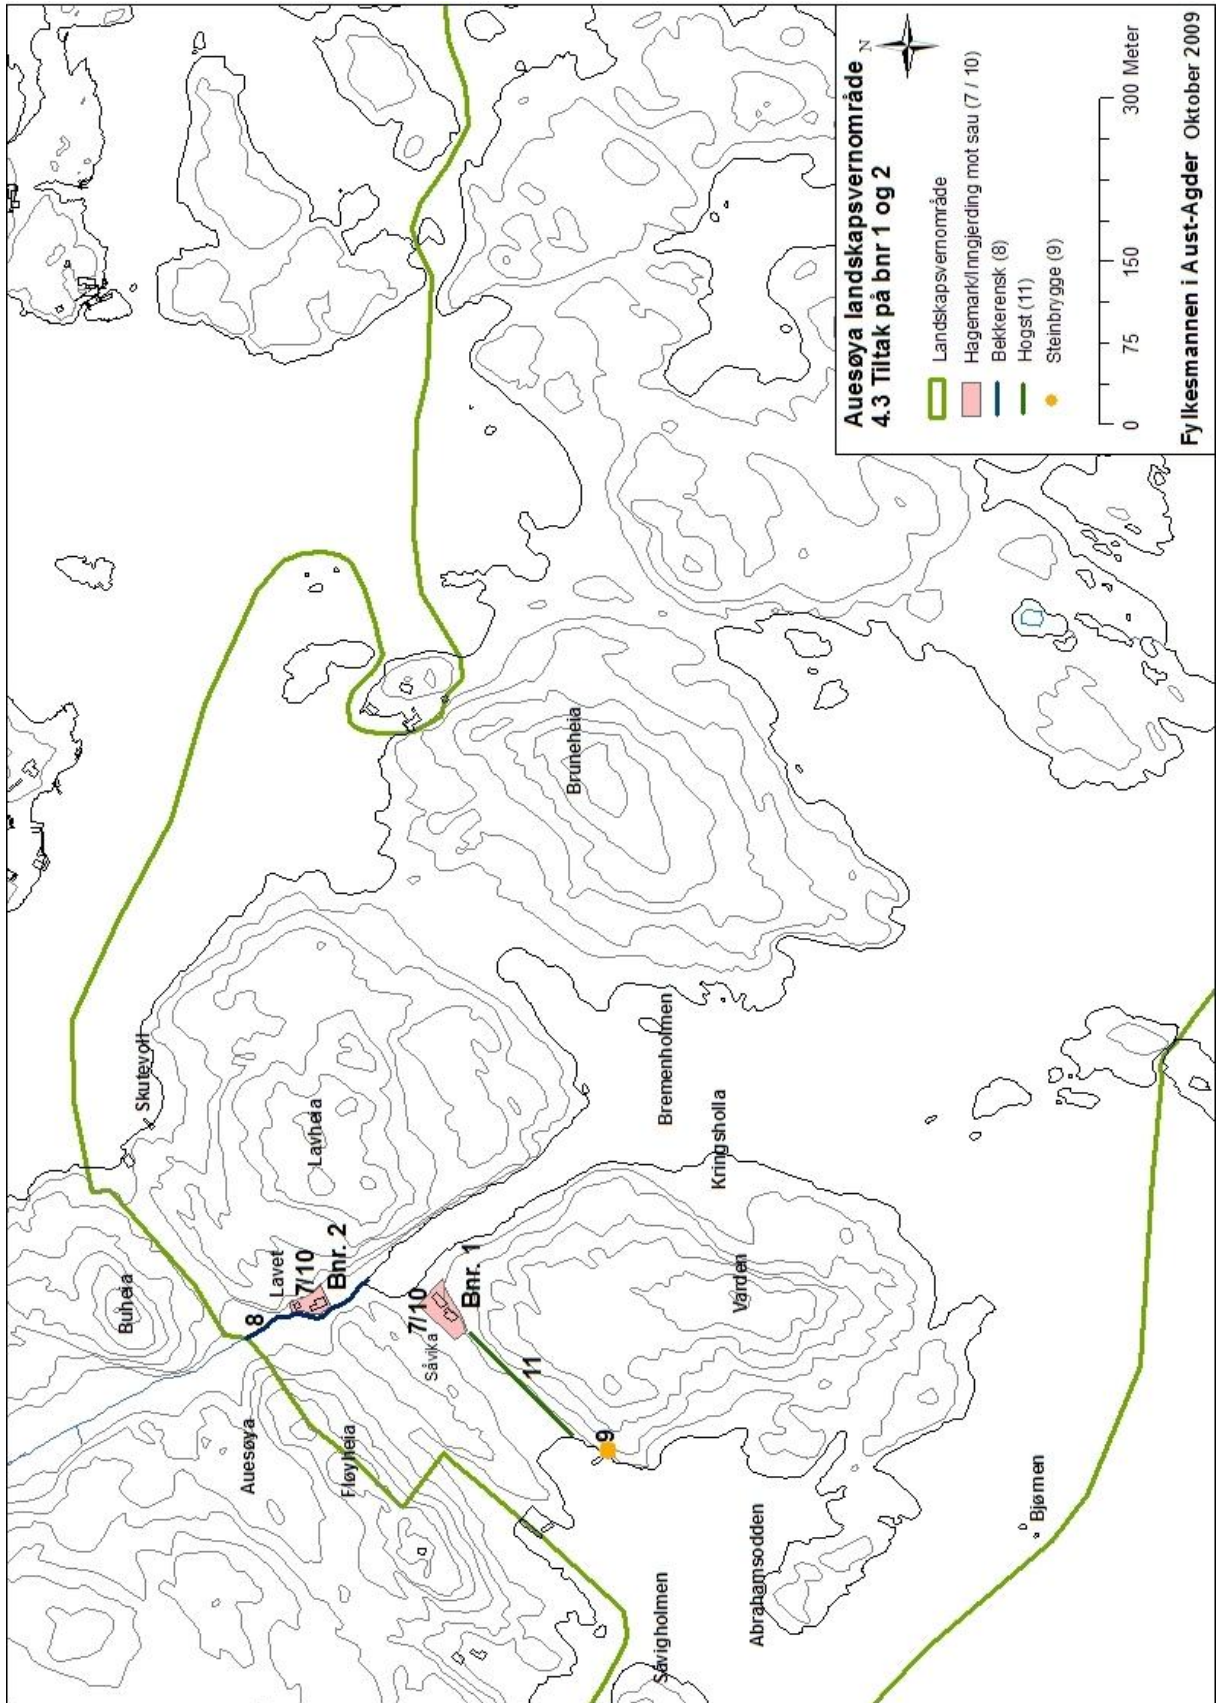 Auesøya landskapsvernområde
4.3 Tiltak på bnr 1 og 2
N
Landskapsvernområde
Hagemark/Inngjerding mot sau (7 / 10)
Bekkerensk (8)
Hogst (11)
Steinbrygge (9)
0 75 150 300 Meter
Fylkesmannen i Aust-Agder Oktober 2009
Buheia
Skutevoll
Auesøya
8
Lavet
7/10
Bnr. 2
Lavheia
Fløyheia
Såvika
7/10
Bnr. 1
11
9
Bruneheia
Bremenholmen
Kringsholla
Varden
Såvigholmen
Abrahamsodden
Bjørnen